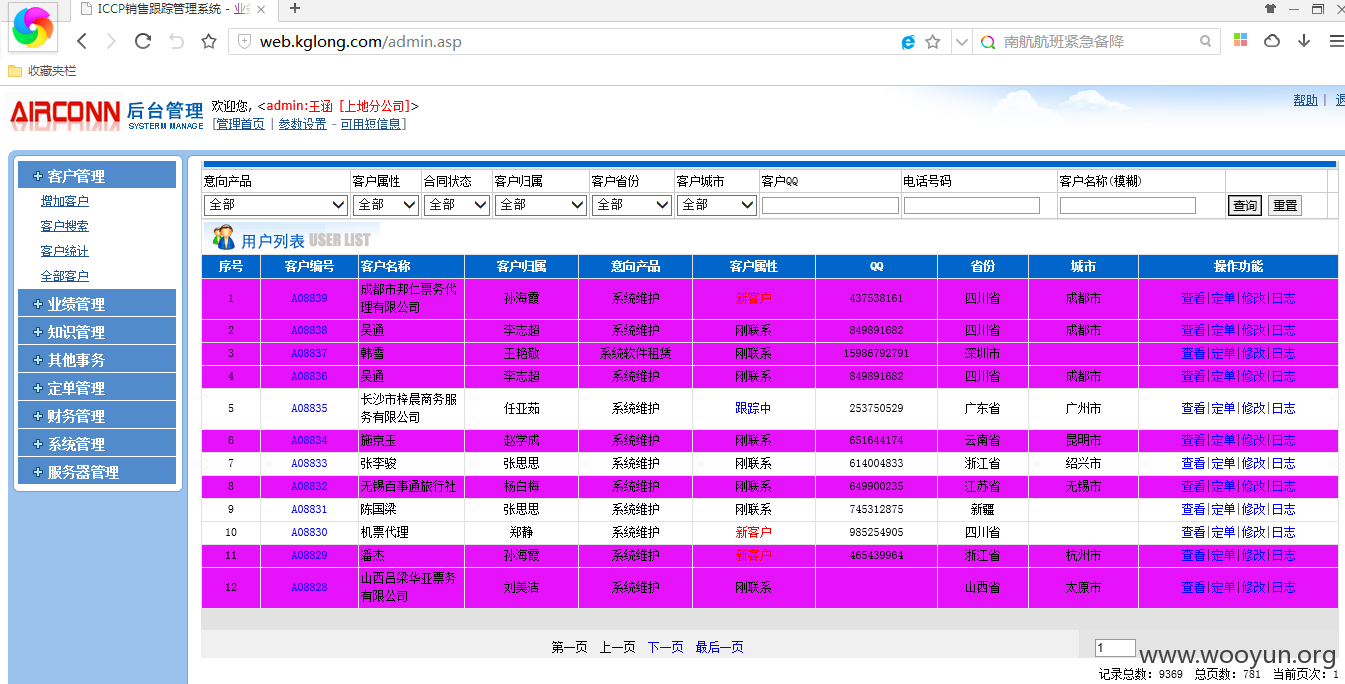 ICCP销售跟踪管理系统 - 业
web.kglong.com/admin.asp
南航航班紧急备降
收藏夹栏
AIRCONN 后台管理 SYSTERM MANAGE
欢迎您, <admin:王函 [上地分公司]>
[管理首页 | 参数设置 - 可用短信息]
帮助 | 退
客户管理
增加客户
客户搜索
客户统计
全部客户
业绩管理
知识管理
其他事务
定单管理
财务管理
系统管理
服务器管理
意向产品 客户属性 合同状态 客户归属 客户省份 客户城市 客户QQ 电话号码 客户名称(模糊)
全部 全部 全部 全部 全部 全部 查询 重置
用户列表 USER LIST
序号 客户编号 客户名称 客户归属 意向产品 客户属性 QQ 省份 城市 操作功能
1 A08839 成都市邦仁票务代理有限公司 孙海霞 系统维护 新客户 437538161 四川省 成都市 查看|定单|修改|日志
2 A08838 吴通 李志超 系统维护 刚联系 849891682 四川省 成都市 查看|定单|修改|日志
3 A08837 韩雪 王艳敬 系统软件租赁 刚联系 15986792791 深圳市 查看|定单|修改|日志
4 A08836 吴通 李志超 系统维护 刚联系 849891682 四川省 成都市 查看|定单|修改|日志
5 A08835 长沙市梓晨商务服务有限公司 任亚茹 系统维护 跟踪中 253750529 广东省 广州市 查看|定单|修改|日志
6 A08834 施京玉 赵学成 系统维护 刚联系 651644174 云南省 昆明市 查看|定单|修改|日志
7 A08833 张李骏 张思思 系统维护 刚联系 614004833 浙江省 绍兴市 查看|定单|修改|日志
8 A08832 无锡百事通旅行社 杨白梅 系统维护 刚联系 649900235 江苏省 无锡市 查看|定单|修改|日志
9 A08831 陈国梁 张思思 系统维护 刚联系 745312875 新疆 查看|定单|修改|日志
10 A08830 机票代理 郑静 系统维护 新客户 985254905 四川省 查看|定单|修改|日志
11 A08829 潘杰 孙海霞 系统维护 新客户 465439964 浙江省 杭州市 查看|定单|修改|日志
12 A08828 山西吕梁华亚票务有限公司 刘美洁 系统维护 刚联系 山西省 太原市 查看|定单|修改|日志
第一页 上一页 下一页 最后一页
1
www.wooyun.org
记录总数: 9369 总页数: 781 当前页次: 1